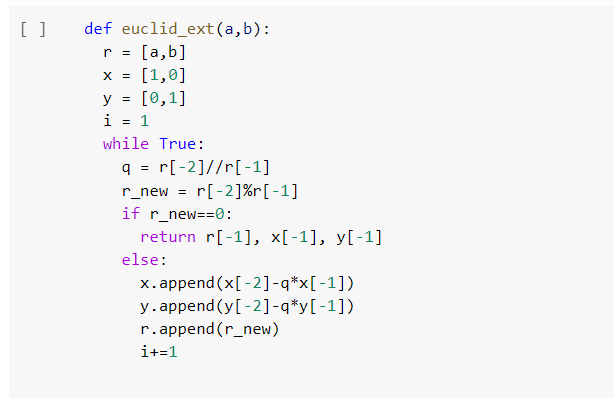 [ ] def euclid_ext(a,b):
r = [a,b]
x = [1,0]
y = [0,1]
i = 1
while True:
q = r[-2]//r[-1]
r_new = r[-2]%r[-1]
if r_new==0:
return r[-1], x[-1], y[-1]
else:
x.append(x[-2]-q*x[-1])
y.append(y[-2]-q*y[-1])
r.append(r_new)
i+=1